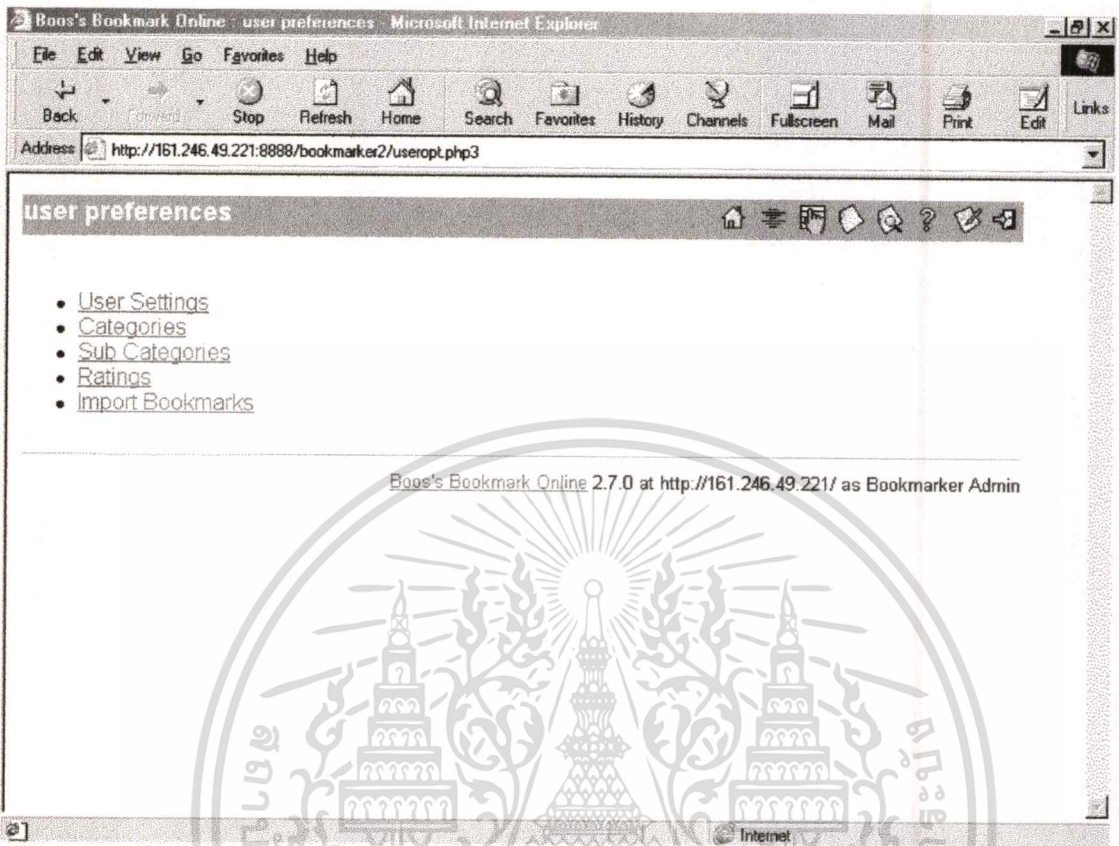 Boos's Bookmark Online : user preferences - Microsoft Internet Explorer
File Edit View Go Favorites Help
Back Forward Stop Refresh Home Search Favorites History Channels Fullscreen Mail Print Edit Links
Address http://161.246.49.221:8888/bookmarker2/useropt.php3
user preferences
• User Settings
• Categories
• Sub Categories
• Ratings
• Import Bookmarks
Boos's Bookmark Online 2.7.0 at http://161.246.49.221/ as Bookmarker Admin
Internet